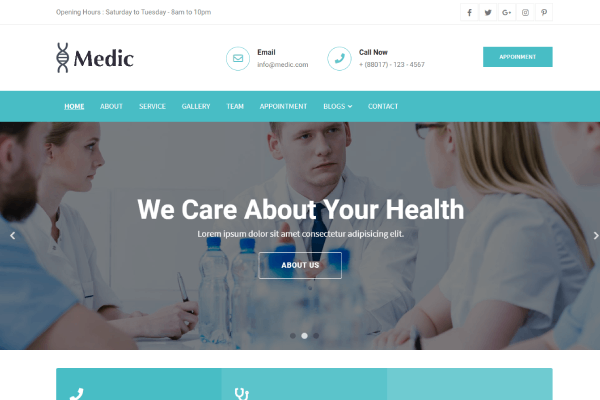 Opening Hours : Saturday to Tuesday - 8am to 10pm
Medic
Email
info@medic.com
Call Now
+ (88017) - 123 - 4567
APPOINMENT
HOME ABOUT SERVICE GALLERY TEAM APPOINTMENT BLOGS CONTACT
We Care About Your Health
Lorem ipsum dolor sit amet consectetur adipisicing elit.
ABOUT US